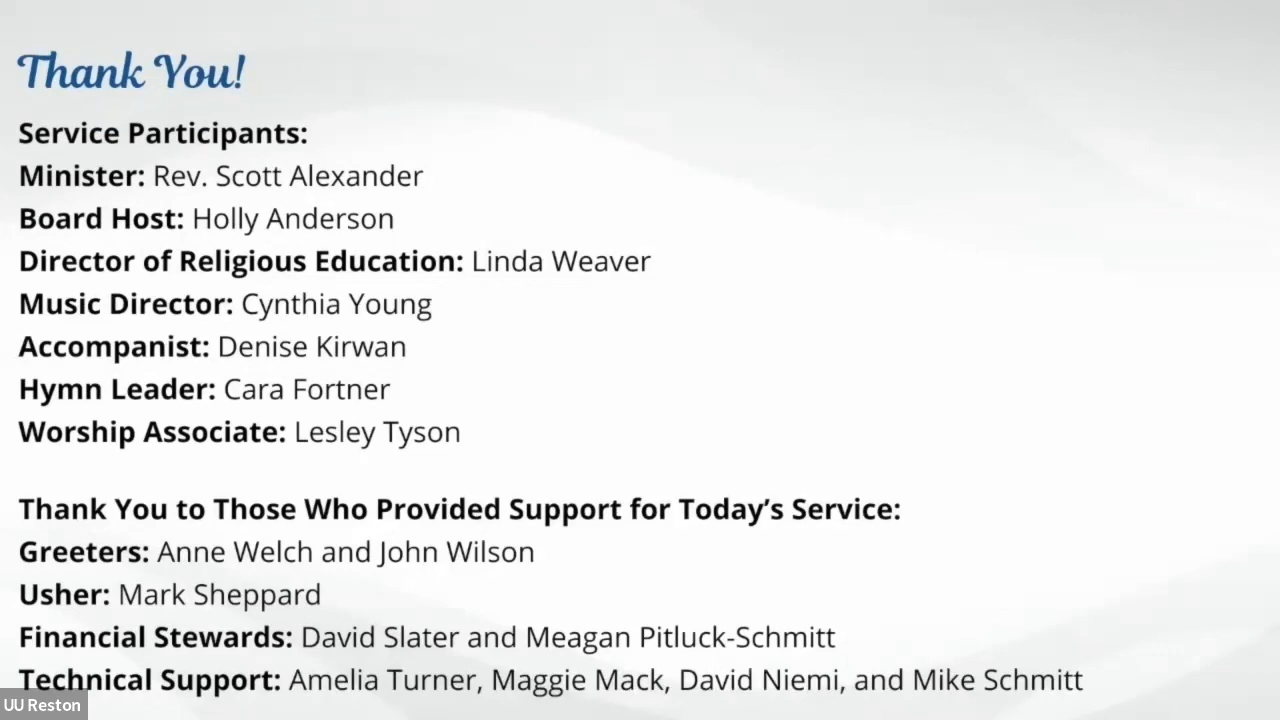 Thank You!
Service Participants:
Minister: Rev. Scott Alexander
Board Host: Holly Anderson
Director of Religious Education: Linda Weaver
Music Director: Cynthia Young
Accompanist: Denise Kirwan
Hymn Leader: Cara Fortner
Worship Associate: Lesley Tyson
Thank You to Those Who Provided Support for Today’s Service:
Greeters: Anne Welch and John Wilson
Usher: Mark Sheppard
Financial Stewards: David Slater and Meagan Pitluck-Schmitt
Technical Support: Amelia Turner, Maggie Mack, David Niemi, and Mike Schmitt
UU Reston